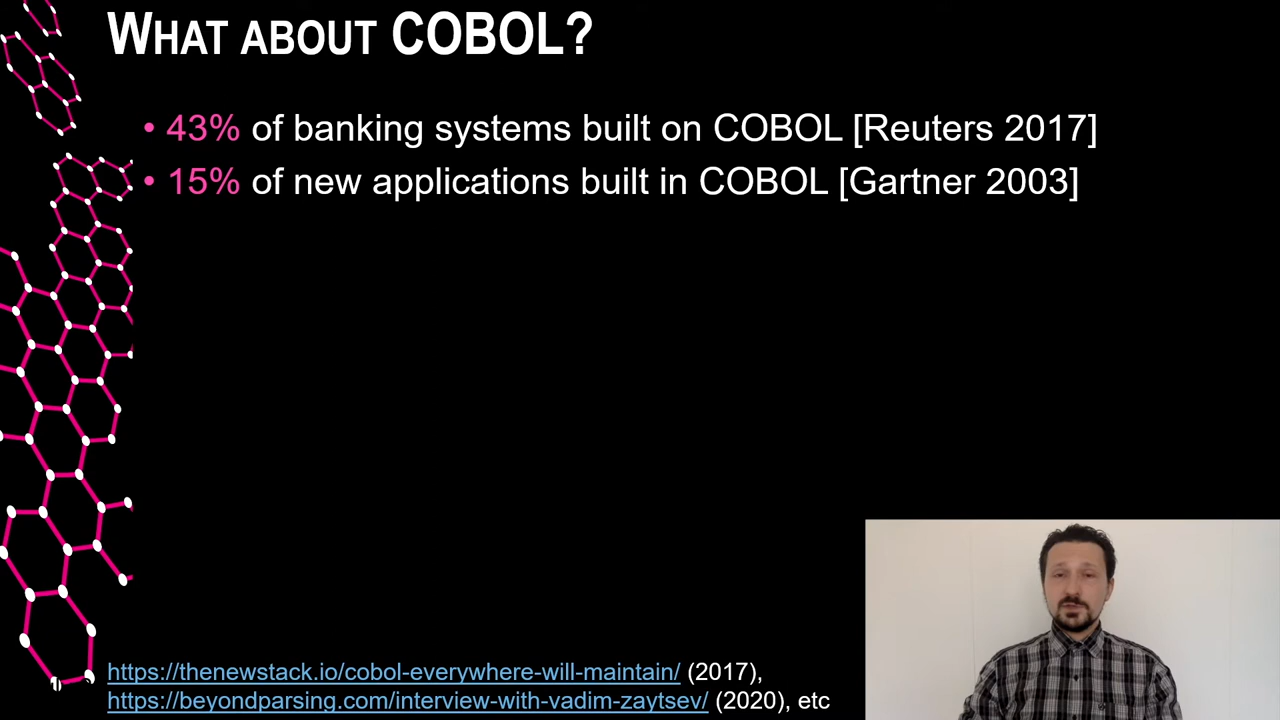 WHAT ABOUT COBOL?
• 43% of banking systems built on COBOL [Reuters 2017]
• 15% of new applications built in COBOL [Gartner 2003]
https://thenewstack.io/cobol-everywhere-will-maintain/ (2017),
https://beyondparsing.com/interview-with-vadim-zaytsev/ (2020), etc